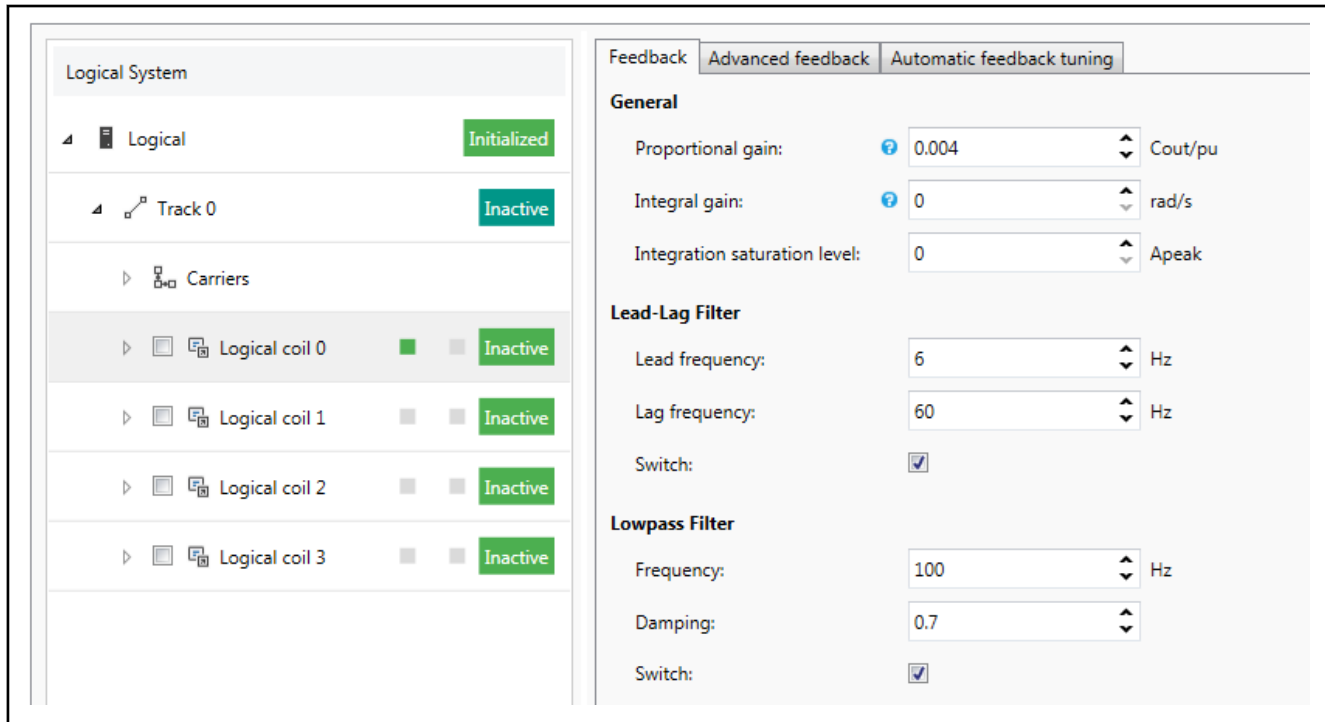 Logical System
Logical Initialized
Track 0 Inactive
Carriers
Logical coil 0 Inactive
Logical coil 1 Inactive
Logical coil 2 Inactive
Logical coil 3 Inactive
Feedback Advanced feedback Automatic feedback tuning
General
Proportional gain: ? 0.004 Cout/pu
Integral gain: ? 0 rad/s
Integration saturation level: 0 Apeak
Lead-Lag Filter
Lead frequency: 6 Hz
Lag frequency: 60 Hz
Switch:
Lowpass Filter
Frequency: 100 Hz
Damping: 0.7
Switch: